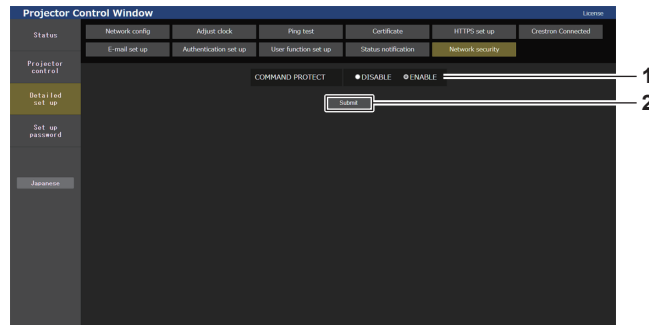 Projector Control Window License
Status Network config Adjust clock Ping test Certificate HTTPS set up Crestron Connected
E-mail set up Authentication set up User function set up Status notification Network security
Projector
control
COMMAND PROTECT DISABLE ENABLE 1
Detailed
set up
Submit 2
Set up
password
Japanese